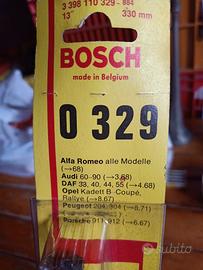 3 398 110 329 - 884
13" 330 mm
BOSCH
made in Belgium
0 329
Alfa Romeo alle Modelle
(→68)
Audi 60-90 (→3.68)
DAF 33, 40, 44, 55 (→4.68)
Opel Kadett B Coupé,
Rallye (→8.67)
Peugeot 204, 304 (→8.71)
Porsche 911, 912 (→6.67)
subito